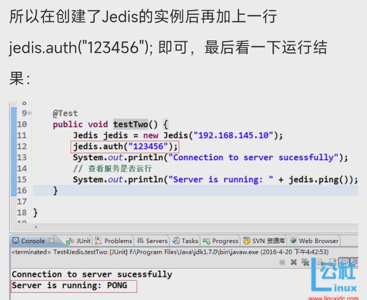 所以在创建了Jedis的实例后再加上一行
jedis.auth("123456"); 即可，最后看一下运行结
果：
8
9 @Test
10 public void testTwo() {
11 Jedis jedis = new Jedis("192.168.145.10");
12 jedis.auth("123456");
13 System.out.println("Connection to server sucessfully");
14 // 查看服务是否运行
15 System.out.println("Server is running: " + jedis.ping());
16 }
17
18 }
19
Console JUnit Problems Servers Tasks Progress SVN 资源库 Web Browser
<terminated> Test4Jedis.testTwo [JUnit] F:\Program Files\Java\jdk1.7.0\bin\javaw.exe (2016-4-20 下午4:42:53)
Connection to server sucessfully
Server is running: PONG
公社
Linux
www.linuxidc.com